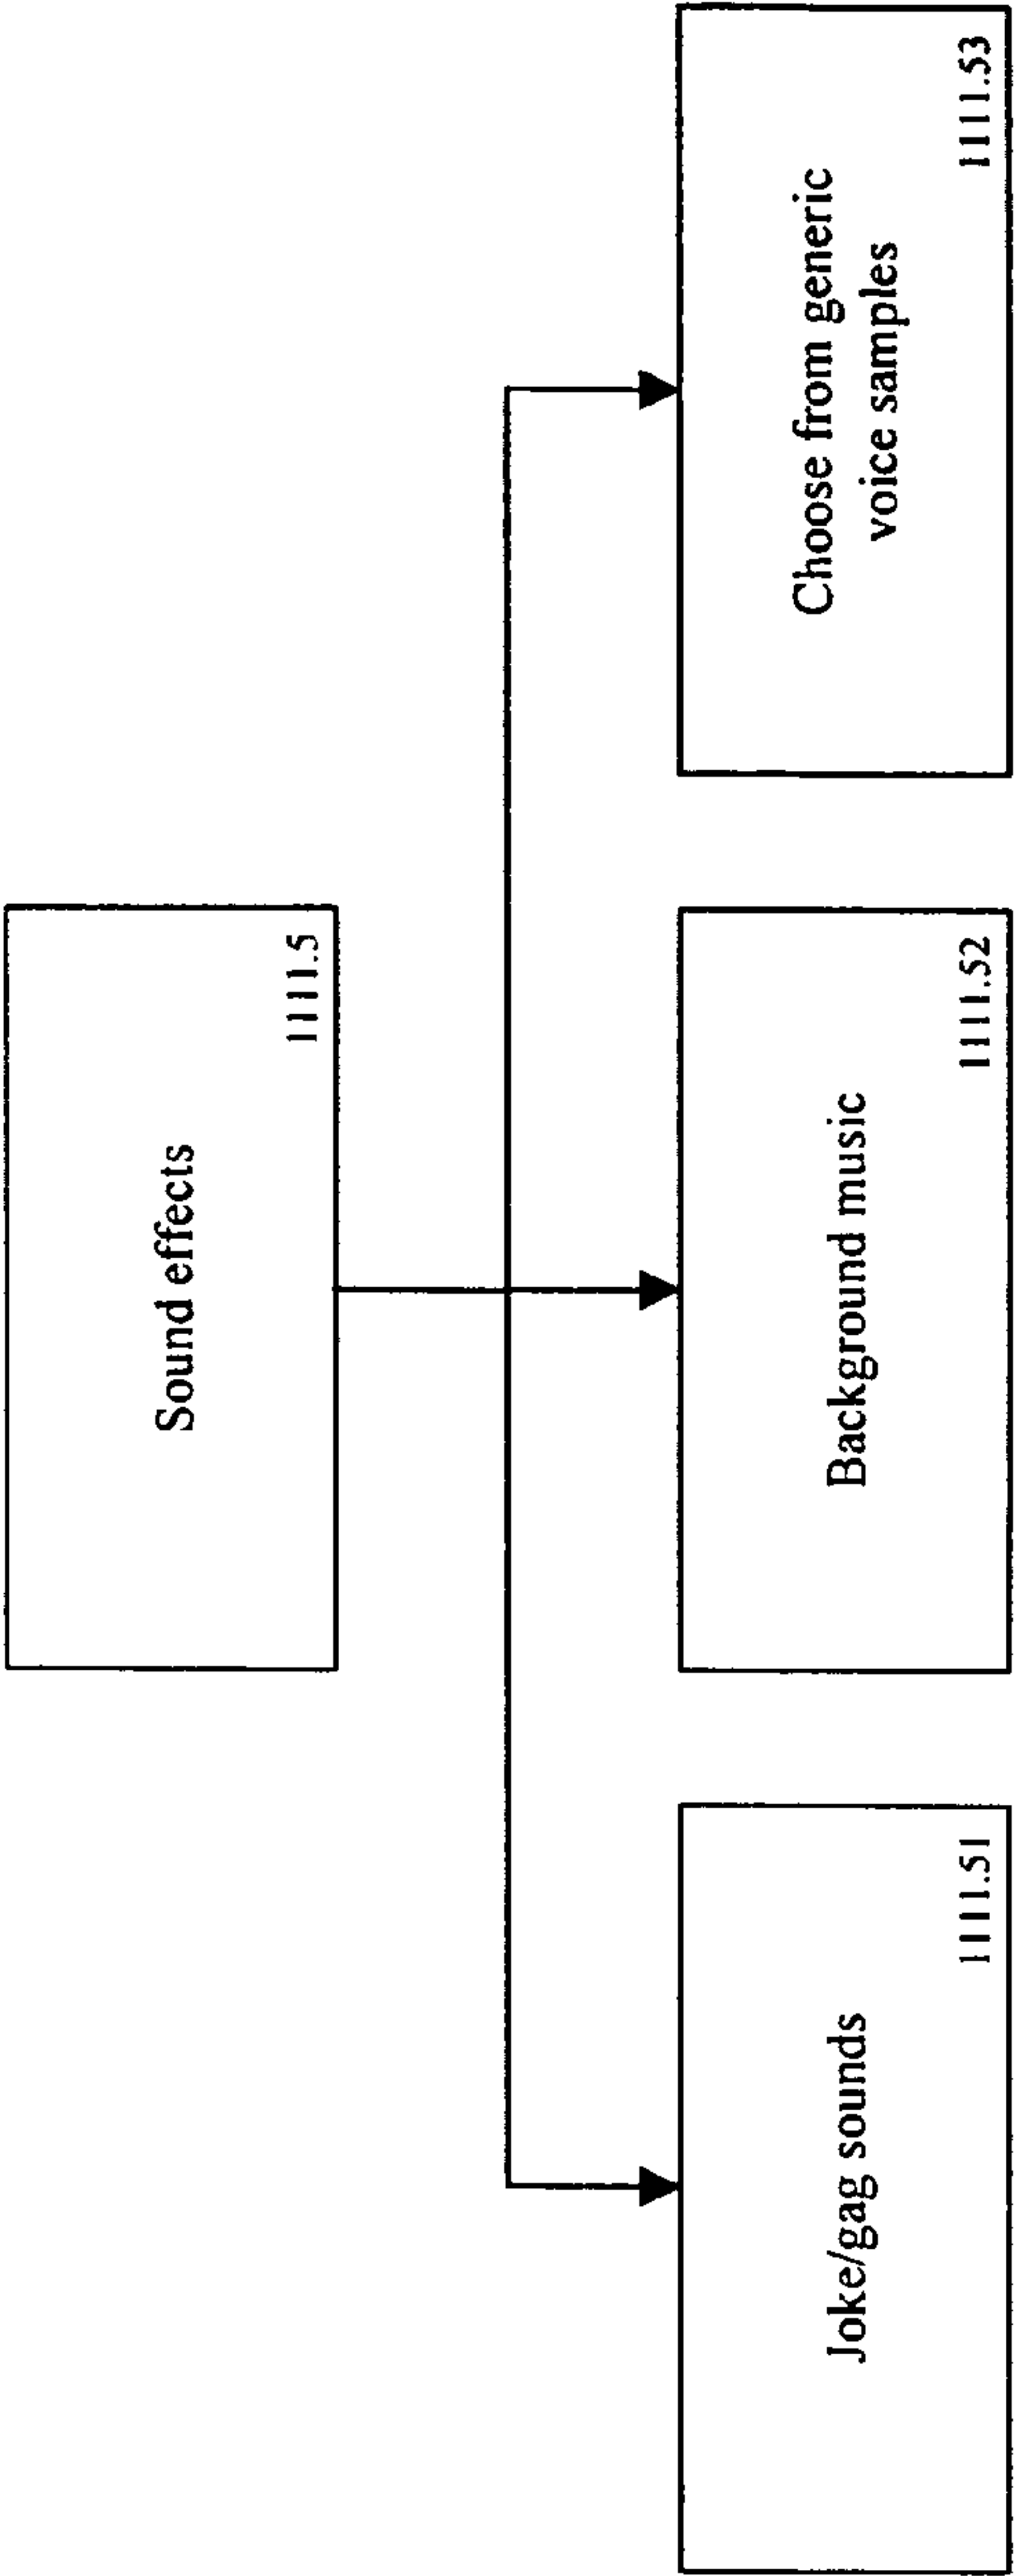 Sound effects
1111.5
Joke/gag sounds
1111.51
Background music
1111.52
Choose from generic
voice samples
1111.53